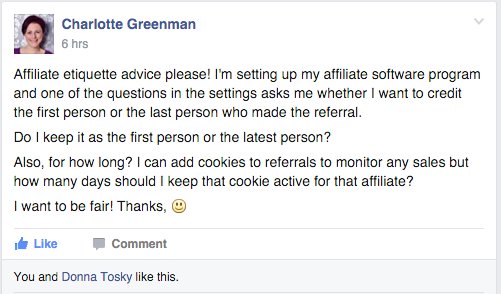 Charlotte Greenman
6 hrs
Affiliate etiquette advice please! I'm setting up my affiliate software program
and one of the questions in the settings asks me whether I want to credit
the first person or the last person who made the referral.
Do I keep it as the first person or the latest person?
Also, for how long? I can add cookies to referrals to monitor any sales but
how many days should I keep that cookie active for that affiliate?
I want to be fair! Thanks, 🙂
Like Comment
You and Donna Tosky like this.